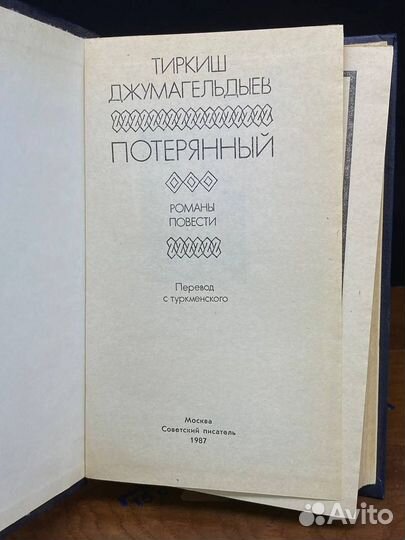 ТИРКИШ
ДЖУМАГЕЛЬДЫЕВ
ПОТЕРЯННЫЙ
РОМАНЫ
ПОВЕСТИ
Перевод
с туркменского
Москва
Советский писатель
1987
Avito